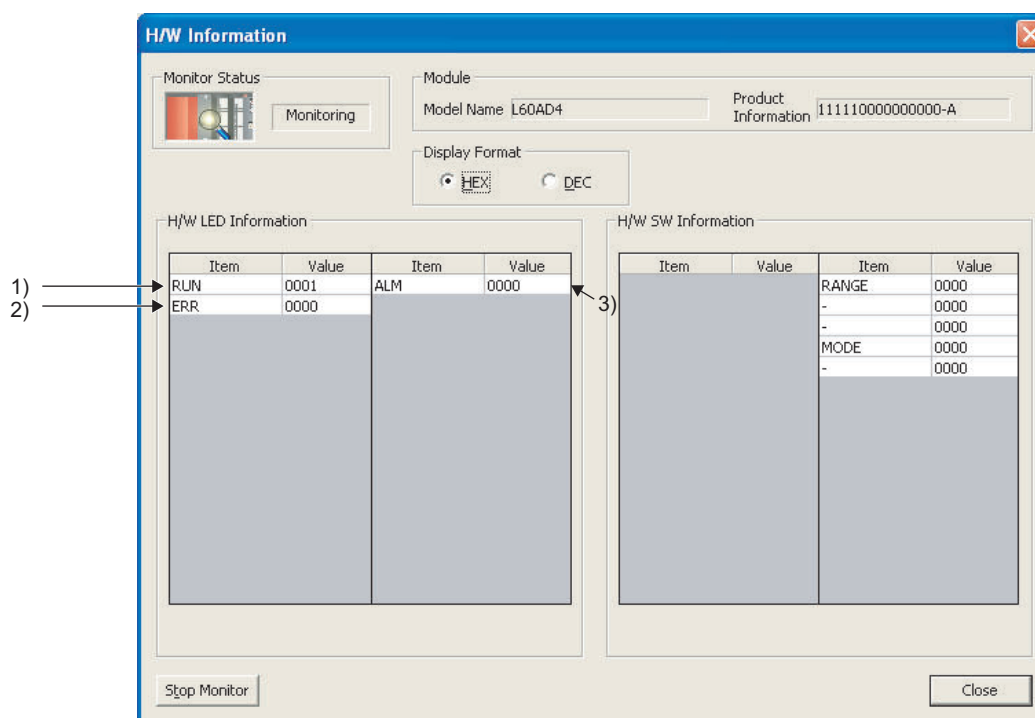 H/W Information
Monitor Status
Monitoring
Module
Model Name L60AD4
Product Information 111110000000000-A
Display Format
HEX DEC
H/W LED Information
Item Value Item Value
1) RUN 0001 ALM 0000 3)
2) ERR 0000
H/W SW Information
Item Value Item Value
RANGE 0000
- 0000
- 0000
MODE 0000
- 0000
Stop Monitor
Close